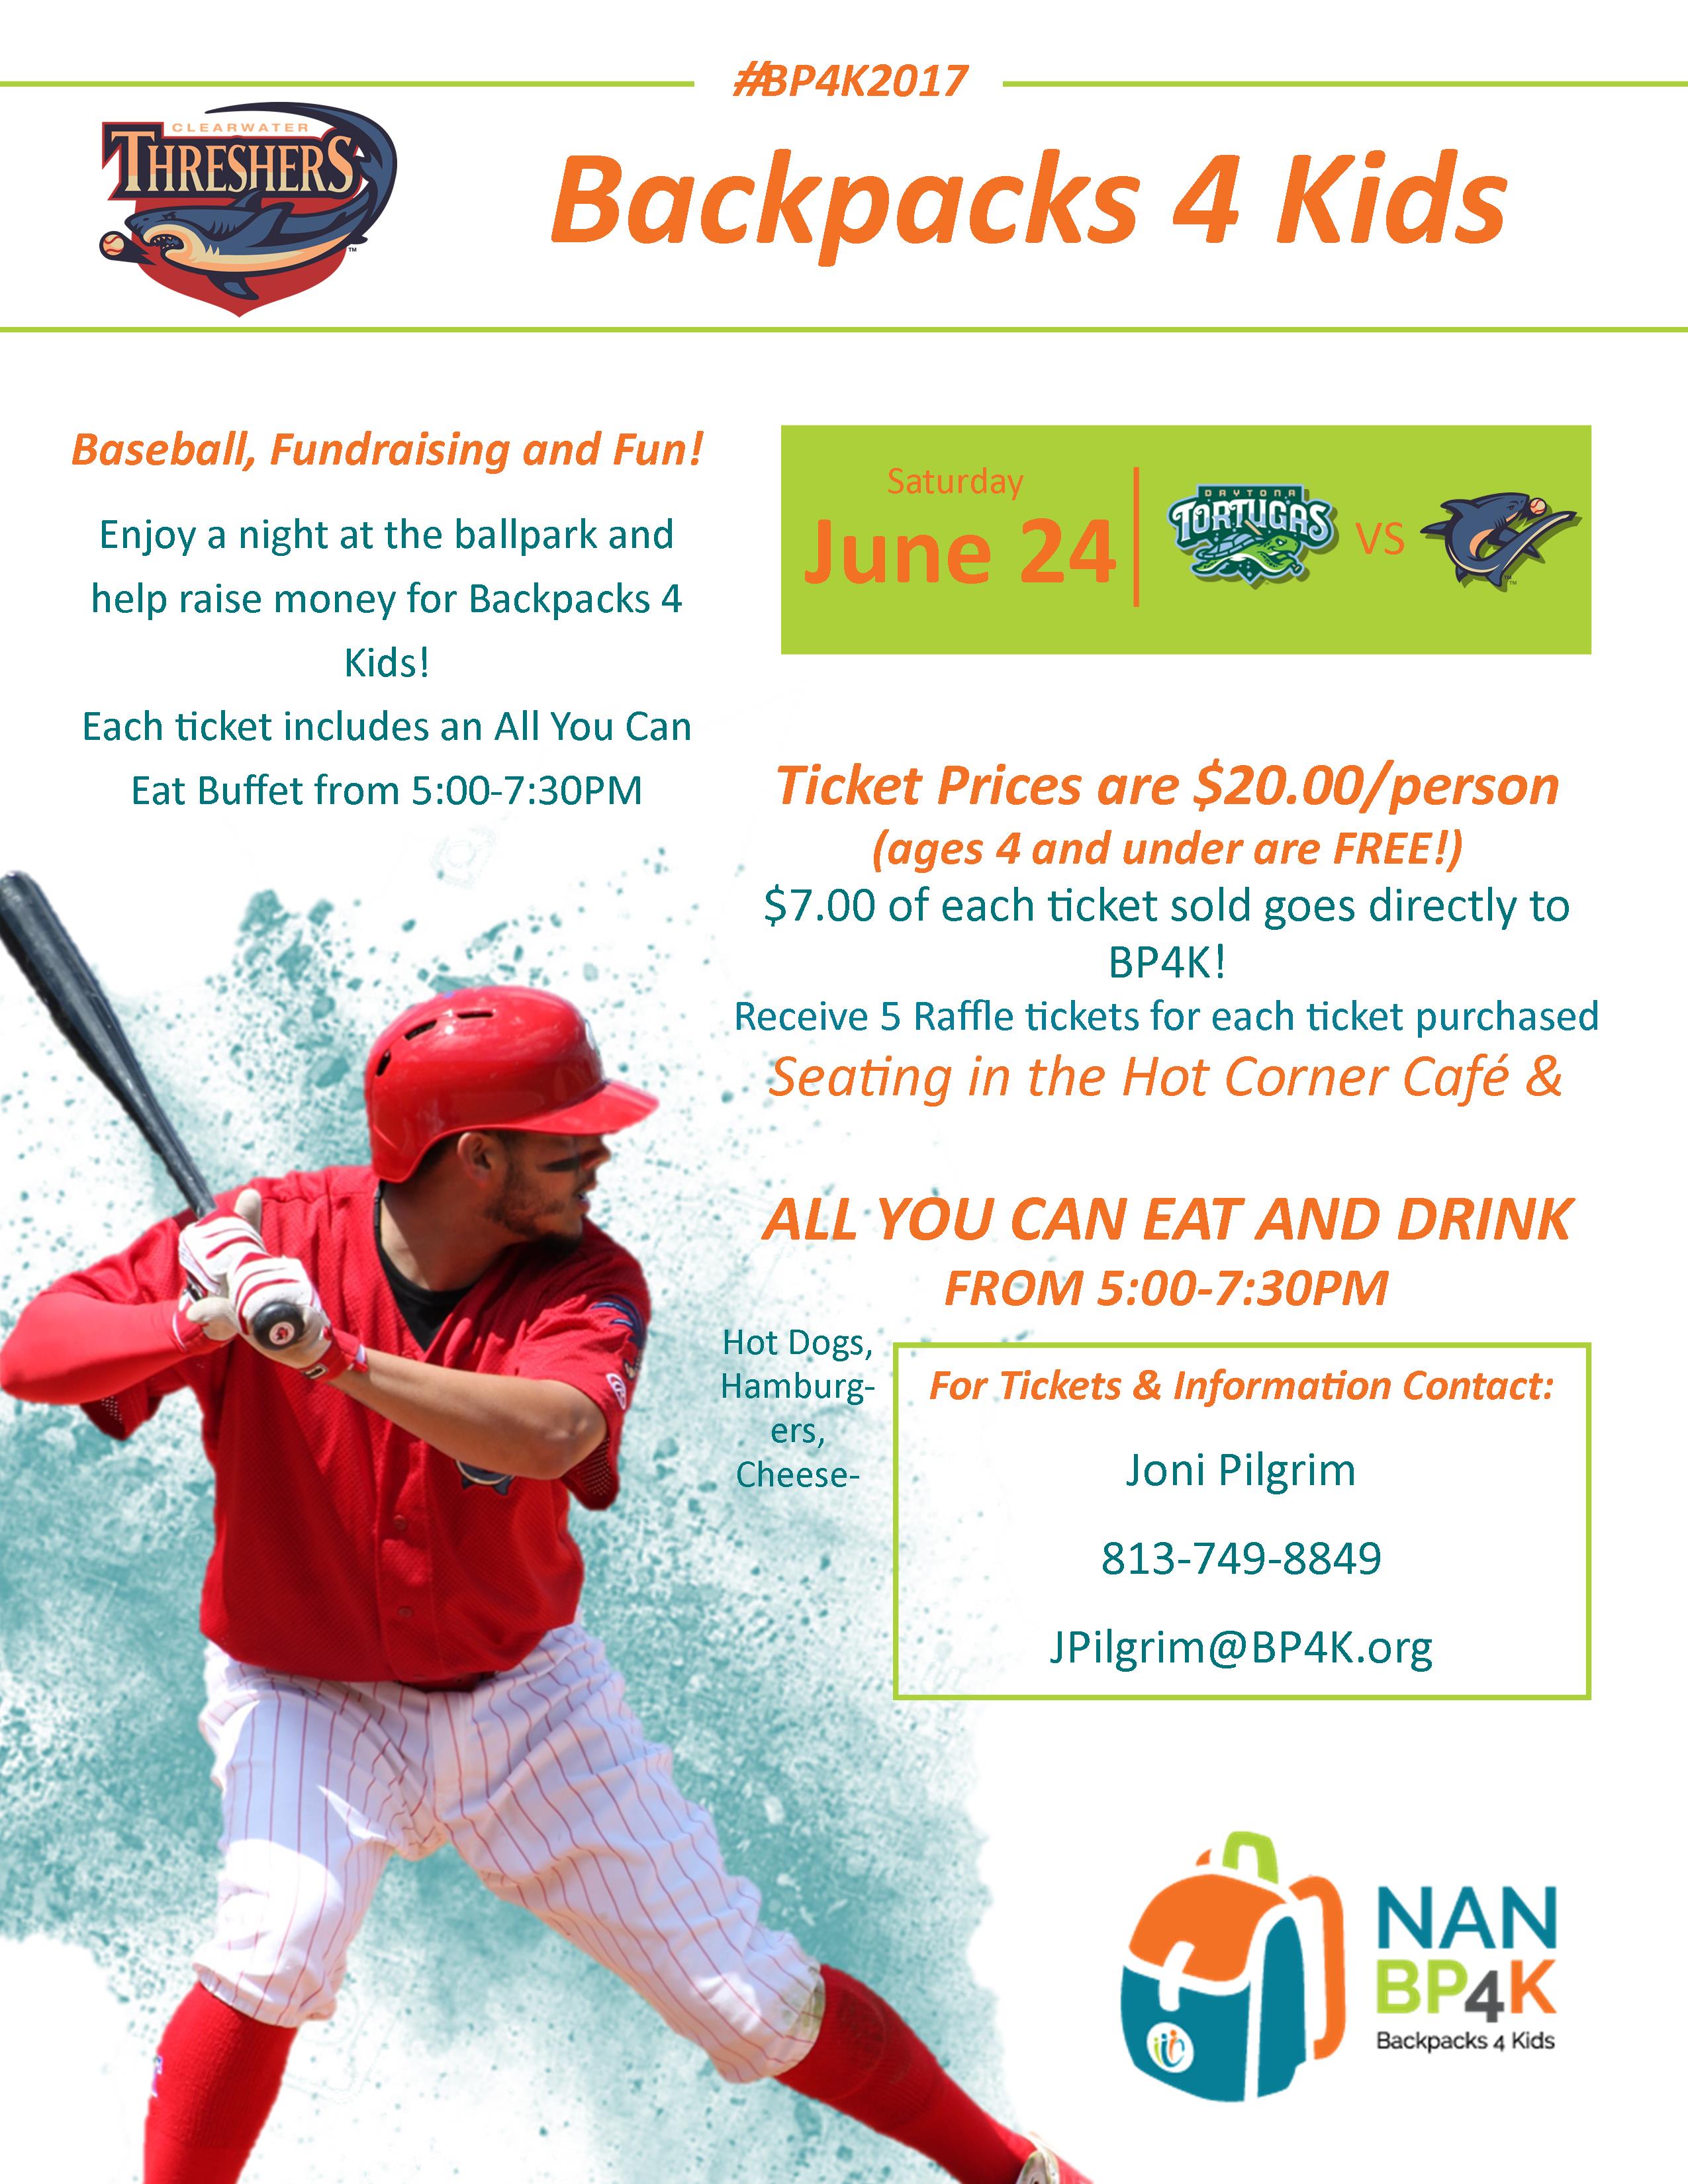 #BP4K2017
CLEARWATER
THRESHERS
Backpacks 4 Kids
Baseball, Fundraising and Fun!
Enjoy a night at the ballpark and
help raise money for Backpacks 4
Kids!
Each ticket includes an All You Can
Eat Buffet from 5:00-7:30PM
Saturday
June 24
DAYTONA
TORTUGAS
VS
Ticket Prices are $20.00/person
(ages 4 and under are FREE!)
$7.00 of each ticket sold goes directly to
BP4K!
Receive 5 Raffle tickets for each ticket purchased
Seating in the Hot Corner Café &
ALL YOU CAN EAT AND DRINK
FROM 5:00-7:30PM
Hot Dogs,
Hamburg-
ers,
Cheese-
For Tickets & Information Contact:
Joni Pilgrim
813-749-8849
JPilgrim@BP4K.org
NAN
BP4K
Backpacks 4 Kids